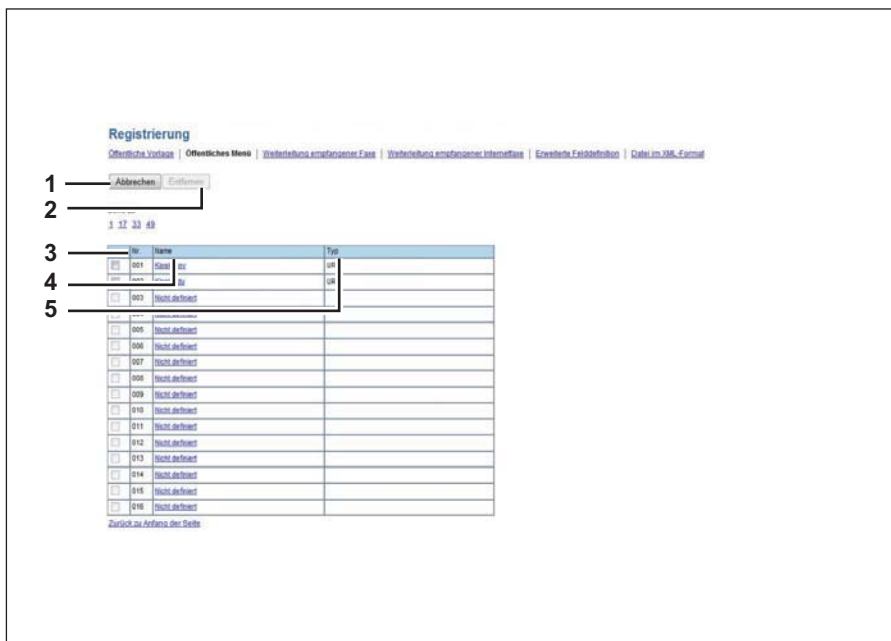 Registrierung
Öffentliche Vorlage | Öffentliches Menü | Weiterleitung empfangener Faxe | Weiterleitung empfangener Internetfaxe | Erweiterte Felddefinition | Datei im XML-Format
1 Abbrechen Entfernen
2
1 17 33 49
3 Nr. Name Typ
001 UR
4 UR
003 Nicht definiert
5
005 Nicht definiert
006 Nicht definiert
007 Nicht definiert
008 Nicht definiert
009 Nicht definiert
010 Nicht definiert
011 Nicht definiert
012 Nicht definiert
013 Nicht definiert
014 Nicht definiert
015 Nicht definiert
016 Nicht definiert
Zurück zu Anfang der Seite